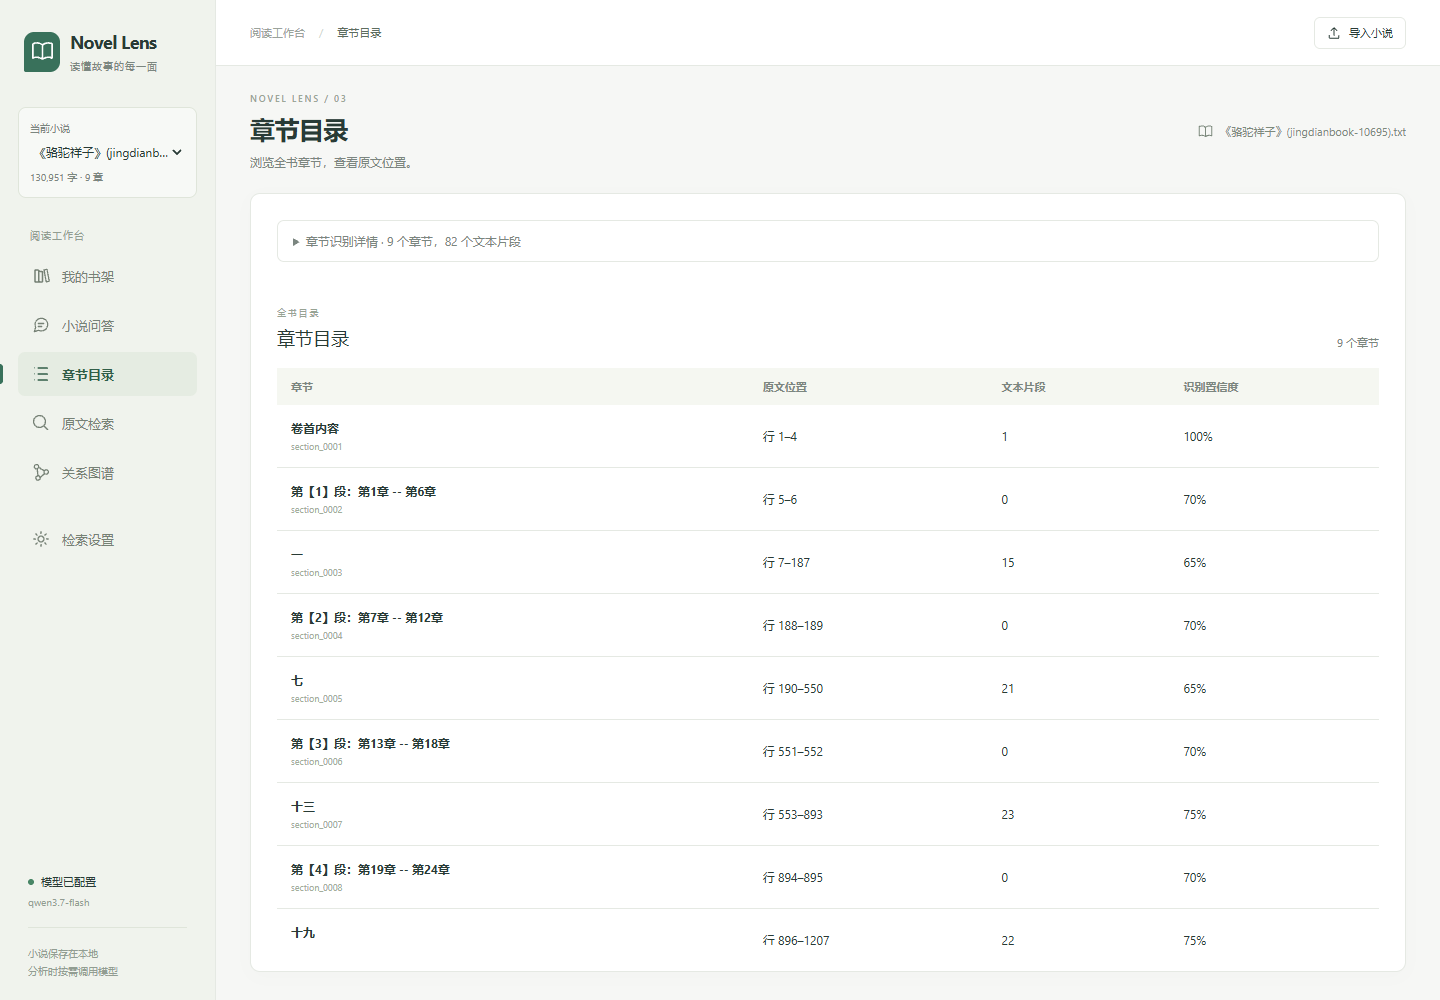 Novel Lens
读懂故事的每一面
当前小说
《骆驼祥子》(jingdianb...
130,951 字 · 9 章
阅读工作台
我的书架
小说问答
章节目录
原文检索
关系图谱
检索设置
模型已配置
qwen3.7-flash
小说保存在本地
分析时按需调用模型
阅读工作台 / 章节目录
导入小说
NOVEL LENS / 03
章节目录
浏览全书章节，查看原文位置。
《骆驼祥子》(jingdianbook-10695).txt
章节识别详情 · 9 个章节，82 个文本片段
全书目录
章节目录
9 个章节
章节 原文位置 文本片段 识别置信度
卷首内容
section_0001
行 1–4 1 100%
第【1】段：第1章 -- 第6章
section_0002
行 5–6 0 70%
一
section_0003
行 7–187 15 65%
第【2】段：第7章 -- 第12章
section_0004
行 188–189 0 70%
七
section_0005
行 190–550 21 65%
第【3】段：第13章 -- 第18章
section_0006
行 551–552 0 70%
十三
section_0007
行 553–893 23 75%
第【4】段：第19章 -- 第24章
section_0008
行 894–895 0 70%
十九
行 896–1207 22 75%